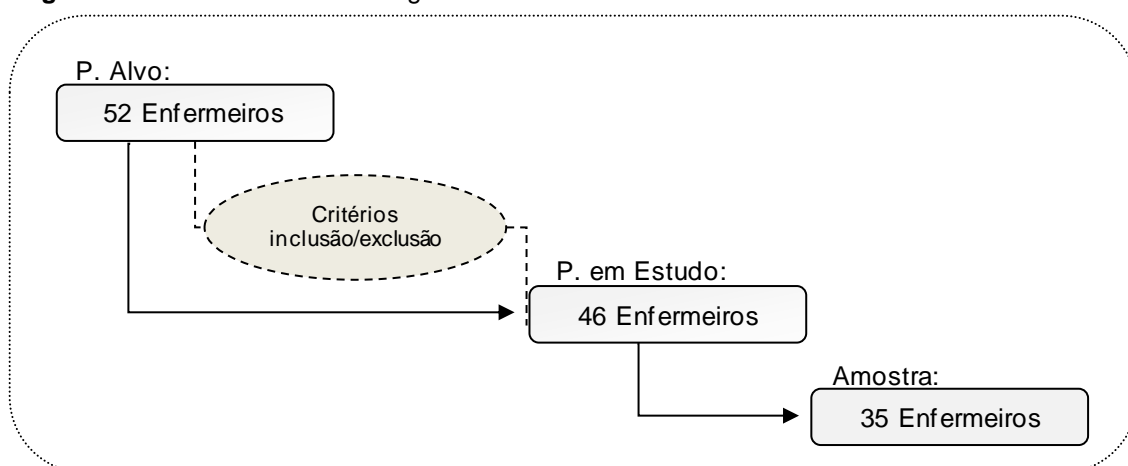 P. Alvo:
52 Enfermeiros
Critérios
inclusão/exclusão
P. em Estudo:
46 Enfermeiros
Amostra:
35 Enfermeiros